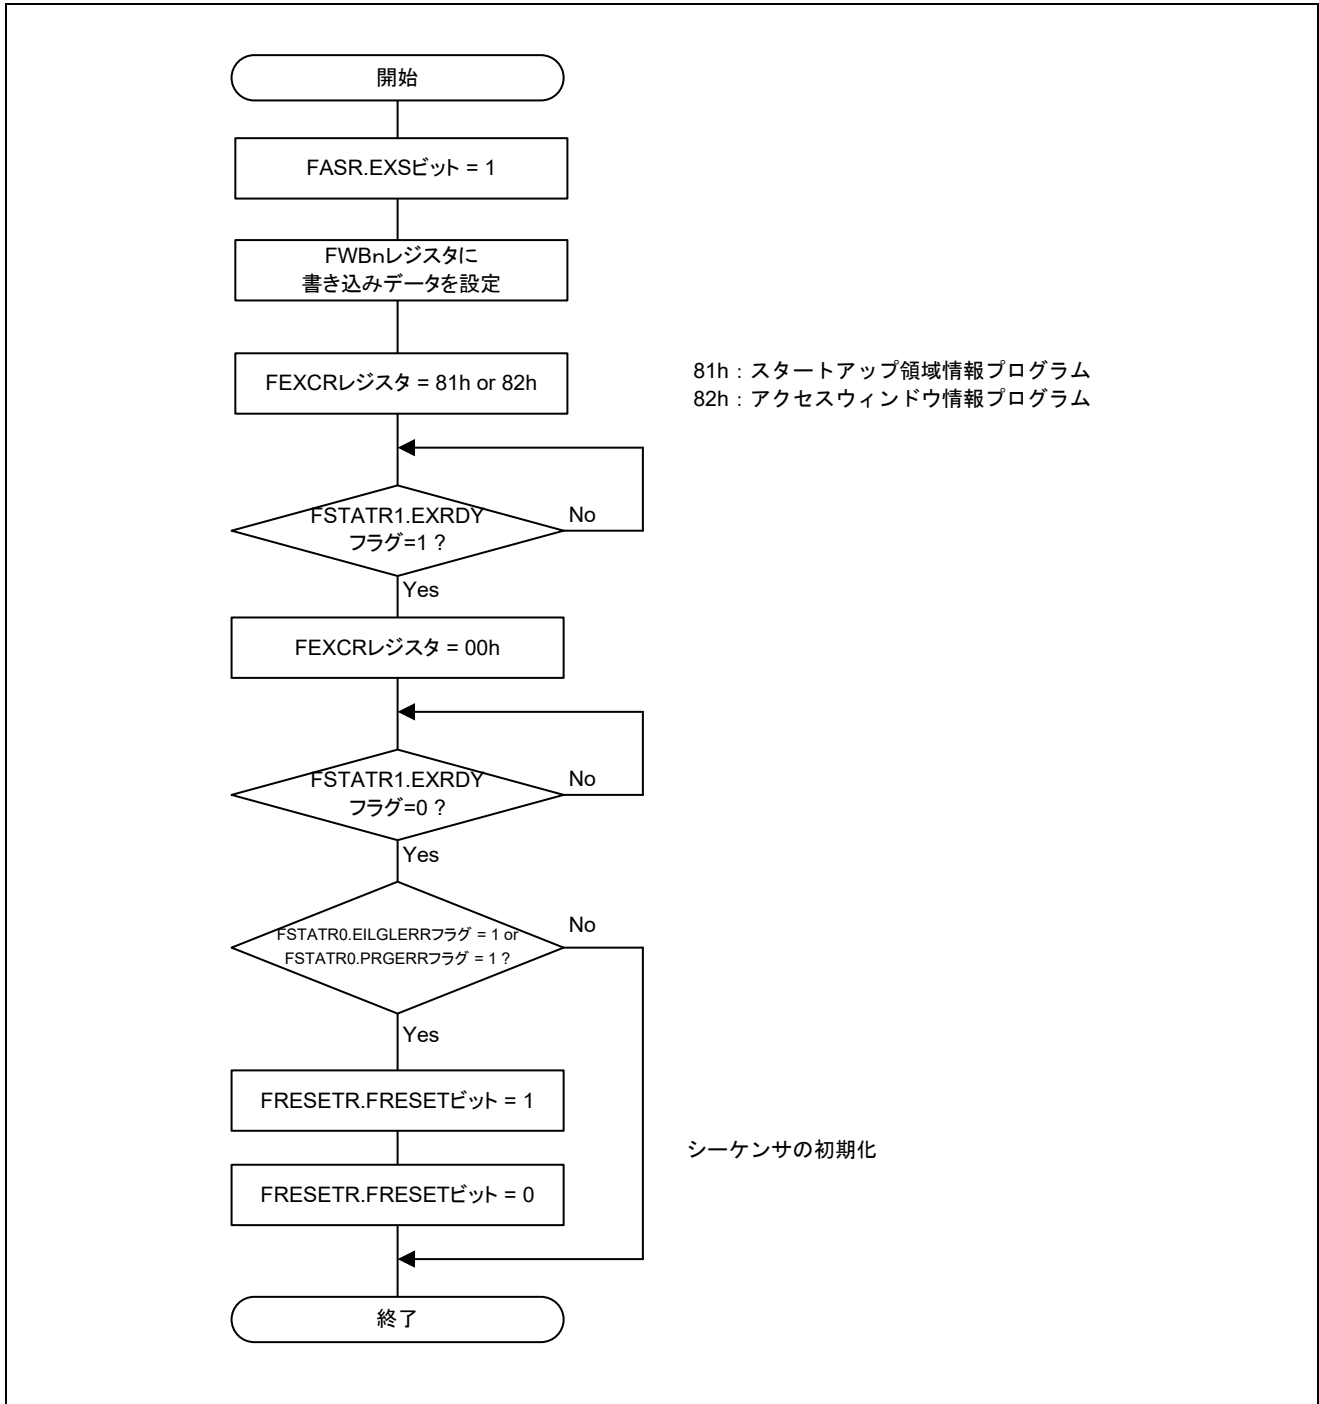 開始
FASR.EXSビット = 1
FWBnレジスタに
書き込みデータを設定
FEXCRレジスタ = 81h or 82h
81h：スタートアップ領域情報プログラム
82h：アクセスウィンドウ情報プログラム
FSTATR1.EXRDY
フラグ=1 ?
No
Yes
FEXCRレジスタ = 00h
FSTATR1.EXRDY
フラグ=0 ?
No
Yes
FSTATR0.EILGLERRフラグ = 1 or
FSTATR0.PRGERRフラグ = 1 ?
No
Yes
FRESETR.FRESETビット = 1
シーケンサの初期化
FRESETR.FRESETビット = 0
終了